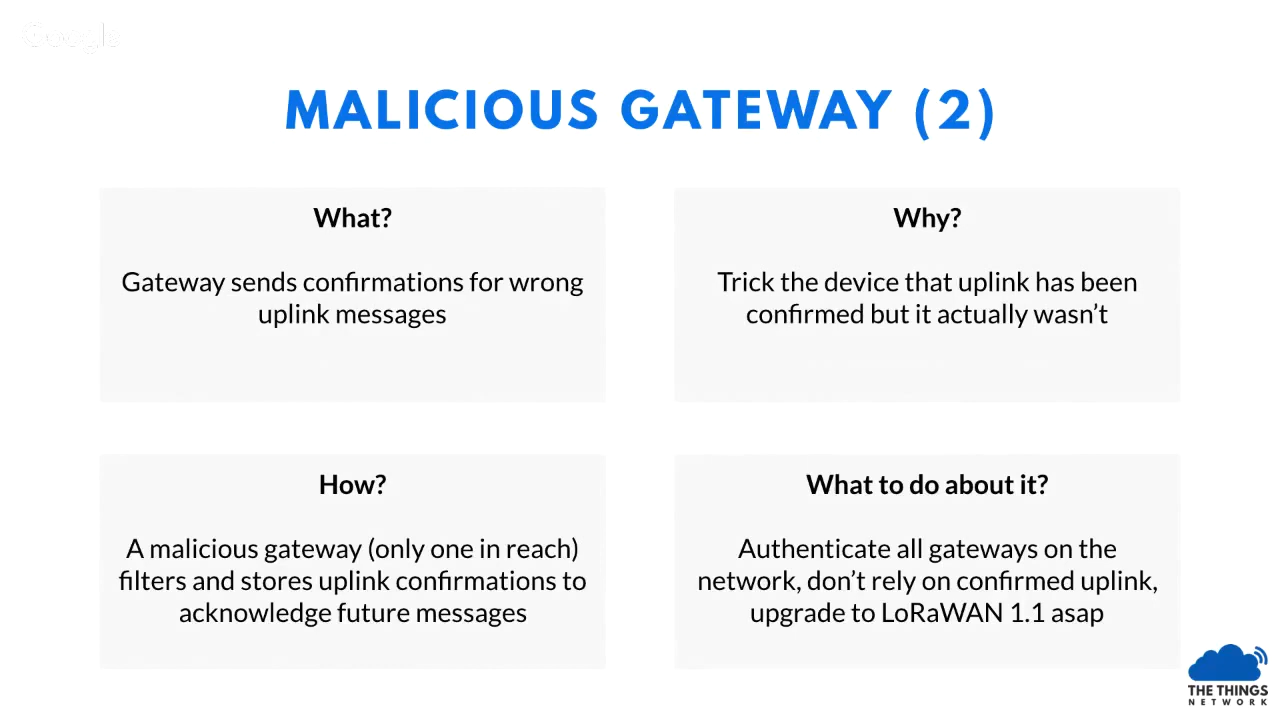 Google
MALICIOUS GATEWAY (2)
What?
Gateway sends confirmations for wrong
uplink messages
Why?
Trick the device that uplink has been
confirmed but it actually wasn’t
How?
A malicious gateway (only one in reach)
filters and stores uplink confirmations to
acknowledge future messages
What to do about it?
Authenticate all gateways on the
network, don’t rely on confirmed uplink,
upgrade to LoRaWAN 1.1 asap
THE THINGS
NETWORK